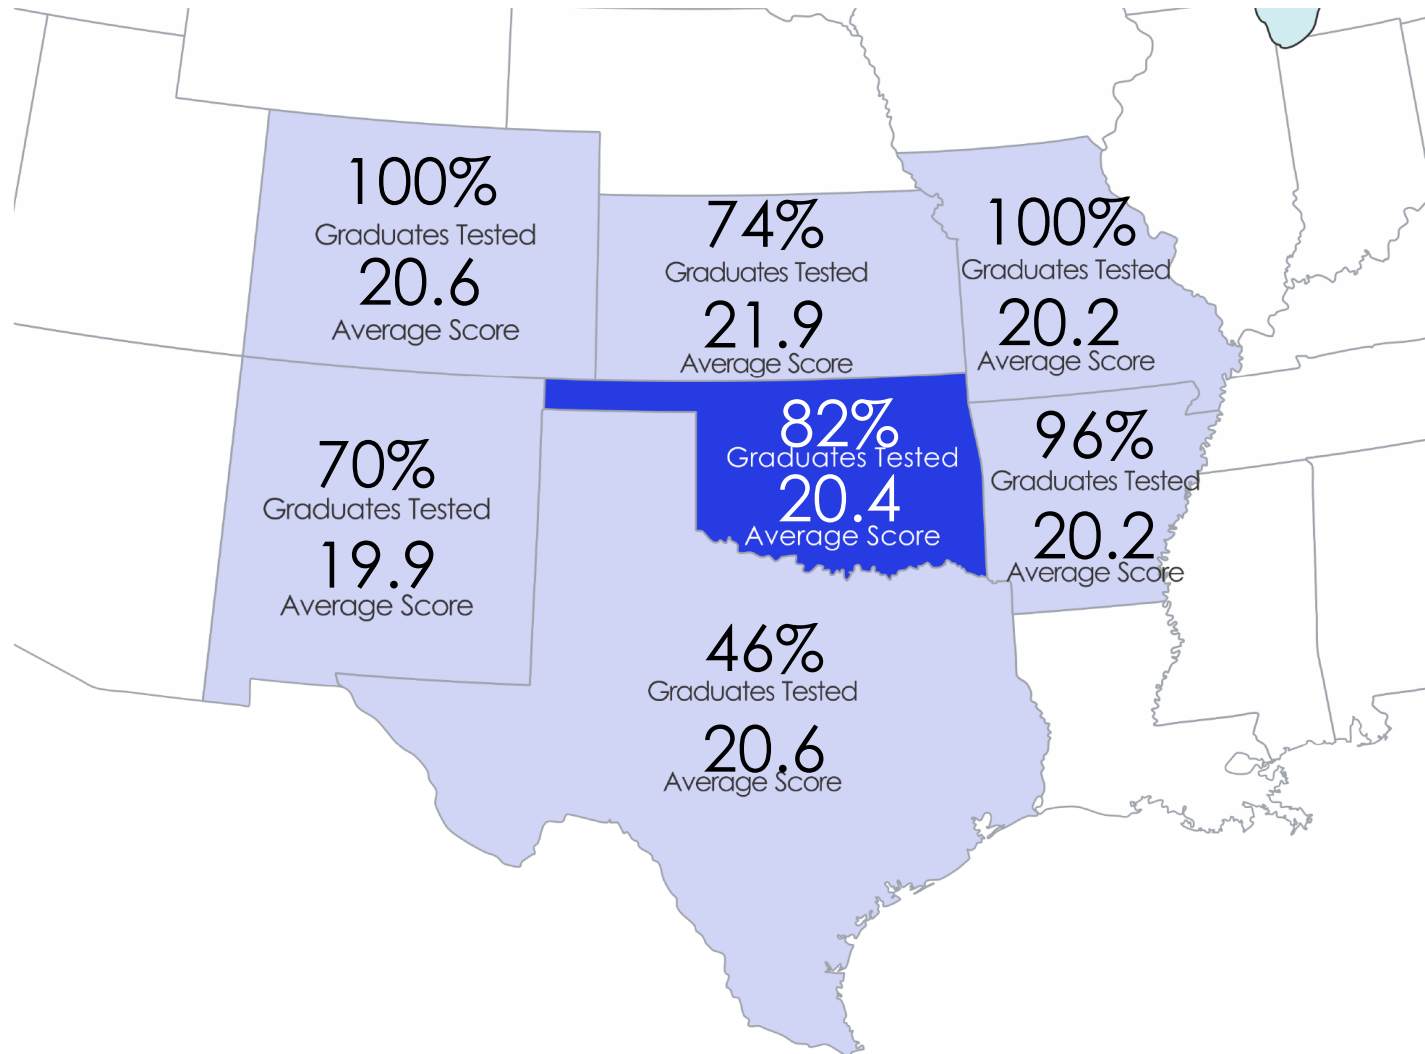 100%
Graduates Tested
20.6
Average Score
74%
Graduates Tested
21.9
Average Score
100%
Graduates Tested
20.2
Average Score
70%
Graduates Tested
19.9
Average Score
82%
Graduates Tested
20.4
Average Score
96%
Graduates Tested
20.2
Average Score
46%
Graduates Tested
20.6
Average Score